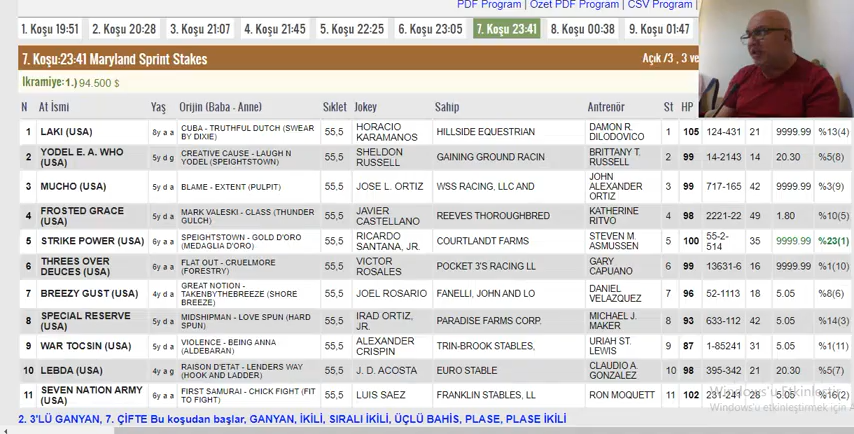 PDF Program | Özet PDF Program | CSV Program |
1. Koşu 19:51 2. Koşu 20:28 3. Koşu 21:07 4. Koşu 21:45 5. Koşu 22:25 6. Koşu 23:05 7. Koşu 23:41 8. Koşu 00:38 9. Koşu 01:47
7. Koşu:23:41 Maryland Sprint Stakes Açık /3 , 3 ve
İkramiye:1.) 94.500 $
N At İsmi Yaş Orijin (Baba - Anne) Sıklet Jokey Sahip Antrenör St HP
1 LAKI (USA) 8y a a CUBA - TRUTHFUL DUTCH (SWEAR BY DIXIE) 55,5 HORACIO KARAMANOS HILLSIDE EQUESTRIAN DAMON R. DILODOVICO 1 105 124-431 21 9999.99 %13(4)
2 YODEL E. A. WHO (USA) 5y d g CREATIVE CAUSE - LAUGH N YODEL (SPEIGHTSTOWN) 55,5 SHELDON RUSSELL GAINING GROUND RACIN BRITTANY T. RUSSELL 2 99 14-2143 14 20.30 %5(8)
3 MUCHO (USA) 5y d a BLAME - EXTENT (PULPIT) 55,5 JOSE L. ORTIZ WSS RACING, LLC AND JOHN ALEXANDER ORTIZ 3 99 717-165 42 9999.99 %3(9)
4 FROSTED GRACE (USA) 5y d a MARK VALESKI - CLASS (THUNDER GULCH) 55,5 JAVIER CASTELLANO REEVES THOROUGHBRED KATHERINE RITVO 4 98 2221-22 49 1.80 %10(5)
5 STRIKE POWER (USA) 6y a a SPEIGHTSTOWN - GOLD D'ORO (MEDAGLIA D'ORO) 55,5 RICARDO SANTANA, JR. COURTLANDT FARMS STEVEN M. ASMUSSEN 5 100 55-2-514 35 9999.99 %23(1)
6 THREES OVER DEUCES (USA) 6y a a FLAT OUT - CRUELMORE (FORESTRY) 55,5 VICTOR ROSALES POCKET 3'S RACING LL GARY CAPUANO 6 99 13631-6 16 9999.99 %1(10)
7 BREEZY GUST (USA) 4y d a GREAT NOTION - TAKENBYTHEBREEZE (SHORE BREEZE) 55,5 JOEL ROSARIO FANELLI, JOHN AND LO DANIEL VELAZQUEZ 7 96 52-1113 18 5.05 %8(6)
8 SPECIAL RESERVE (USA) 5y d a MIDSHIPMAN - LOVE SPUN (HARD SPUN) 55,5 IRAD ORTIZ, JR. PARADISE FARMS CORP. MICHAEL J. MAKER 8 93 633-112 42 5.05 %14(3)
9 WAR TOCSIN (USA) 5y d a VIOLENCE - BEING ANNA (ALDEBARAN) 55,5 ALEXANDER CRISPIN TRIN-BROOK STABLES, URIAH ST. LEWIS 9 87 1-85241 31 5.05 %1(11)
10 LEBDA (USA) 4y a g RAISON D'ETAT - LENDERS WAY (HOOK AND LADDER) 55,5 J. D. ACOSTA EURO STABLE CLAUDIO A. GONZALEZ 10 98 395-342 21 20.30 %5(7)
11 SEVEN NATION ARMY (USA) 6y a a FIRST SAMURAI - CHICK FIGHT (FIT TO FIGHT) 55,5 LUIS SAEZ FRANKLIN STABLES, LL RON MOQUETT 11 102 231-241 28 5.05 %16(2)
Windows'u Etkinleştir
Windows'u etkinleştirmek için
2. 3'LÜ GANYAN, 7. ÇİFTE Bu koşudan başlar, GANYAN, İKİLİ, SIRALI İKİLİ, ÜÇLÜ BAHİS, PLASE, PLASE İKİLİ